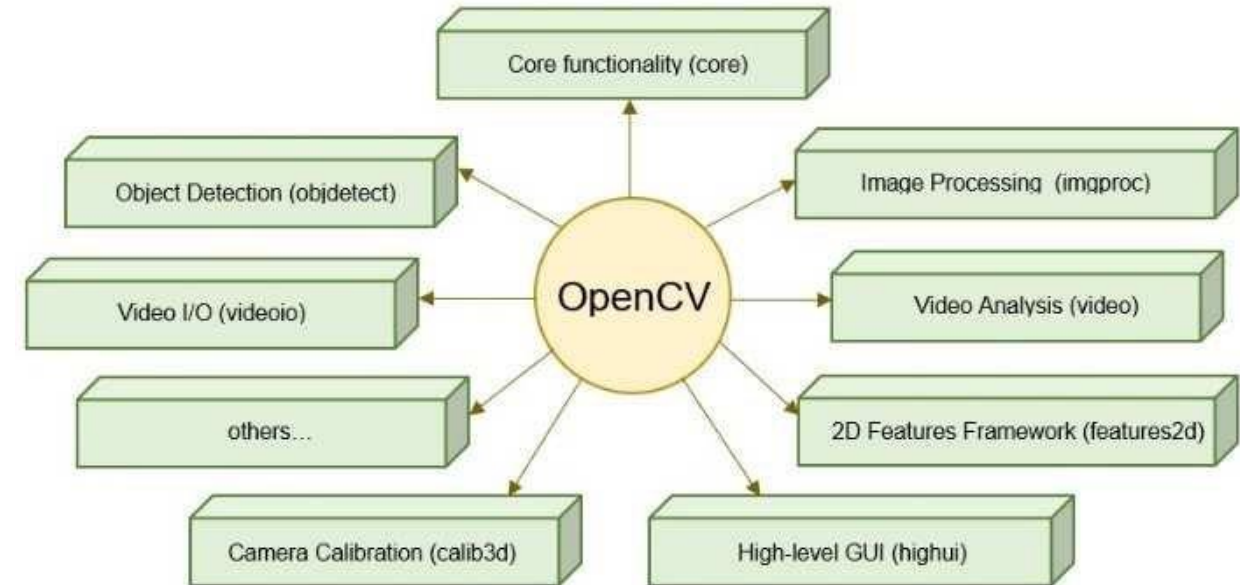 Core functionality (core)
Object Detection (objdetect)
Image Processing (imgproc)
OpenCV
Video I/O (videoio)
Video Analysis (video)
others...
2D Features Framework (features2d)
Camera Calibration (calib3d)
High-level GUI (highui)